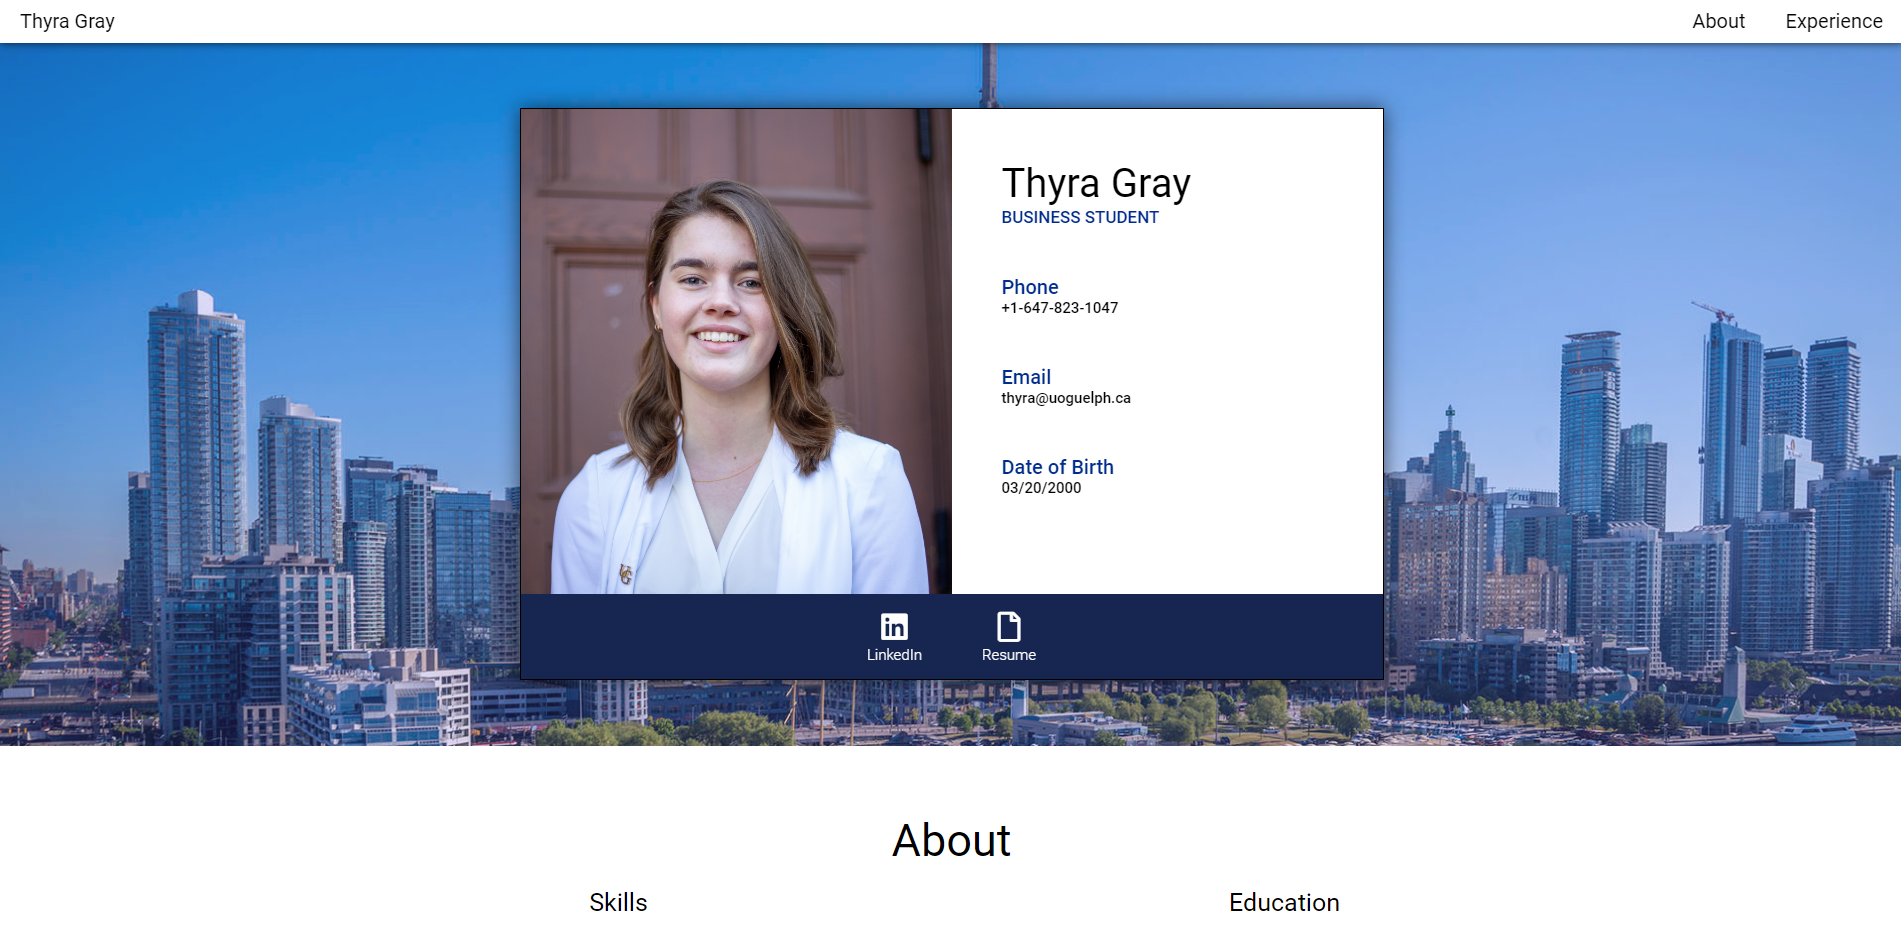 Thyra Gray
About
Experience
Thyra Gray
BUSINESS STUDENT
Phone
+1-647-823-1047
Email
thyra@uoguelph.ca
Date of Birth
03/20/2000
LinkedIn
Resume
About
Skills
Education